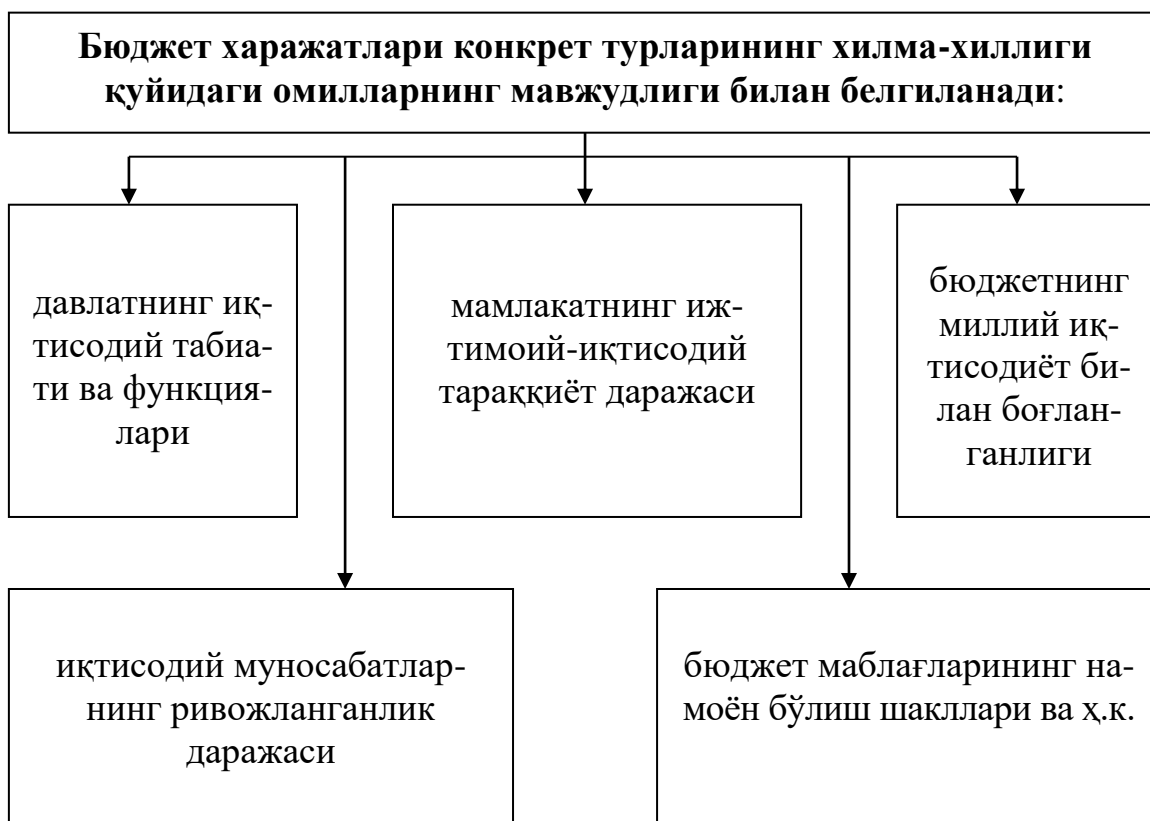 Бюджет харажатлари конкрет турларининг хилма-хиллиги
қуйидаги омилларнинг мавжудлиги билан белгиланади:
давлатнинг иқ-
тисодий табиа-
ти ва функция-
лари
мамлакатнинг иж-
тимоий-иқтисодий
тараққиёт даражаси
бюджетнинг
миллий иқ-
тисодиёт би-
лан боғлан-
ганлиги
иқтисодий муносабатлар-
нинг ривожланганлик
даражаси
бюджет маблағларининг на-
моён бўлиш шакллари ва ҳ.к.